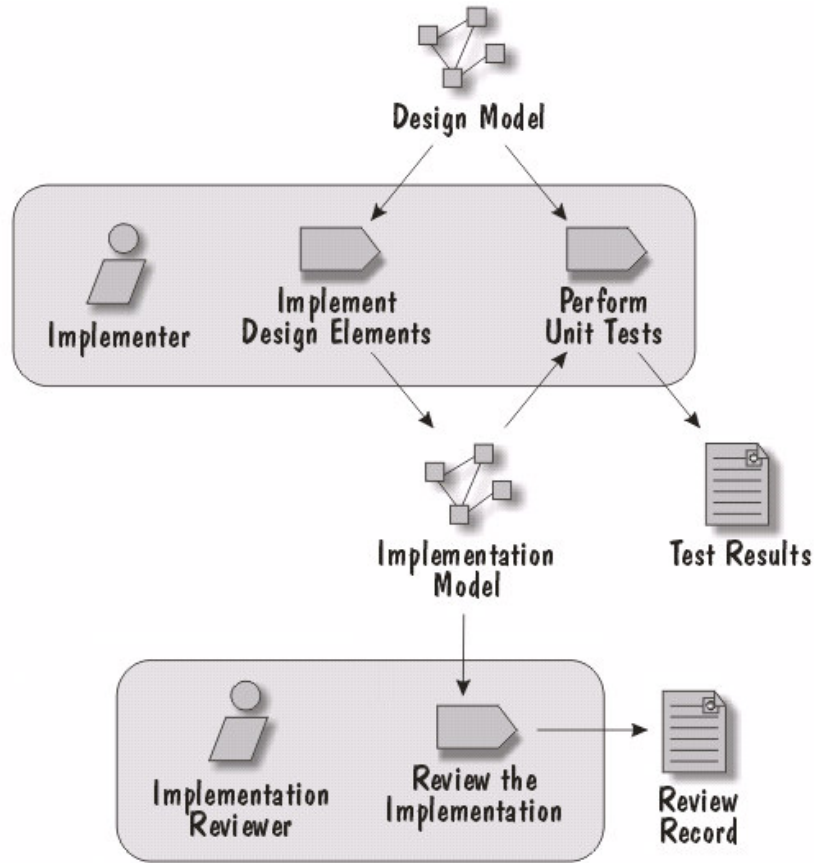 Design Model
Implementer
Implement
Design Elements
Perform
Unit Tests
Implementation
Model
Test Results
Implementation
Reviewer
Review the
Implementation
Review
Record